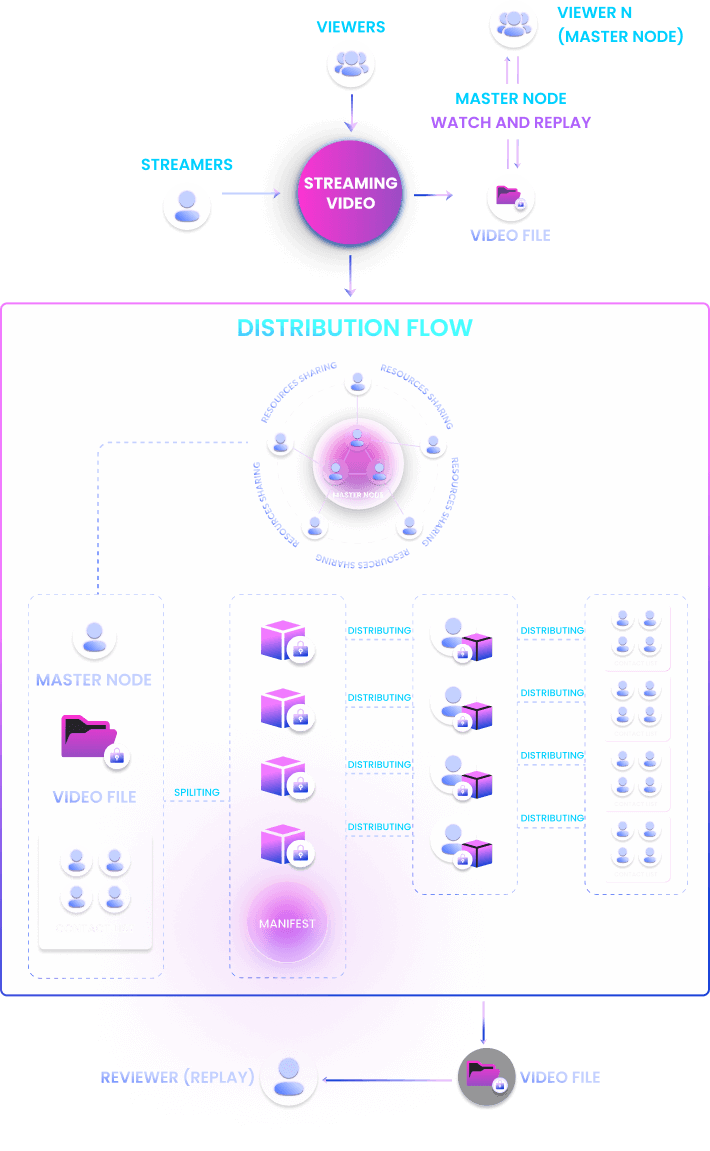 VIEWER N
(MASTER NODE)
VIEWERS
MASTER NODE
WATCH AND REPLAY
STREAMERS
STREAMING
VIDEO
VIDEO FILE
DISTRIBUTION FLOW
RESOURCES SHARING
RESOURCES SHARING
RESOURCES SHARING
RESOURCES SHARING
RESOURCES SHARING
MASTER NODE
MASTER NODE
VIDEO FILE
SPILITING
DISTRIBUTING
DISTRIBUTING
DISTRIBUTING
DISTRIBUTING
DISTRIBUTING
DISTRIBUTING
DISTRIBUTING
DISTRIBUTING
MANIFEST
REVIEWER (REPLAY)
VIDEO FILE